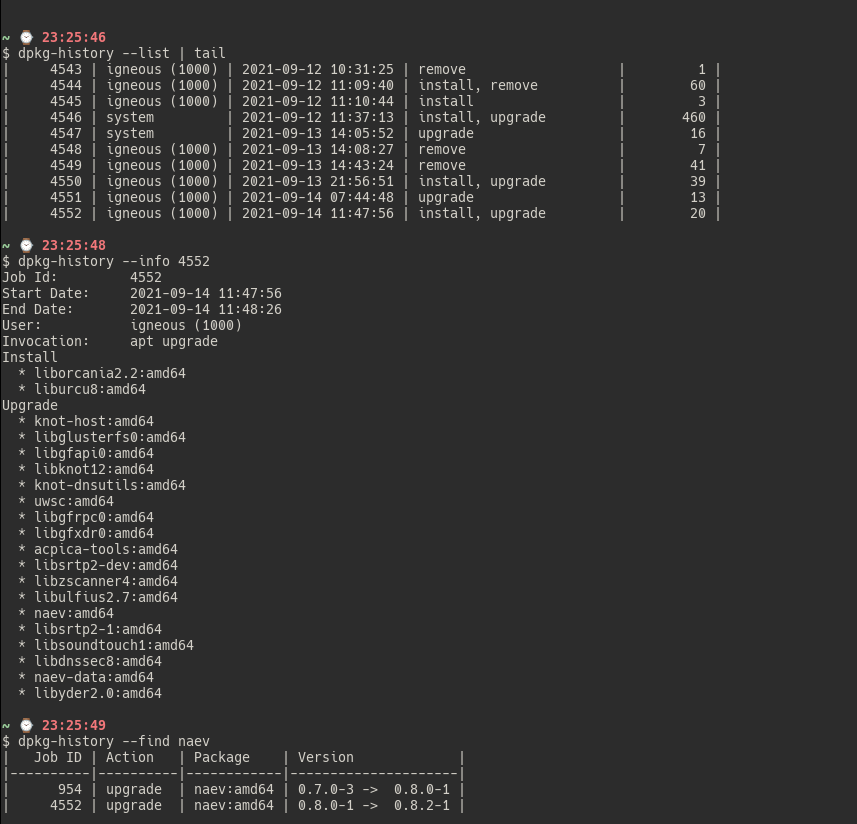 ~ ⌚ 23:25:46
$ dpkg-history --list | tail
|     4543 | igneous (1000) | 2021-09-12 10:31:25 | remove                   |         1 |
|     4544 | igneous (1000) | 2021-09-12 11:09:40 | install, remove          |        60 |
|     4545 | igneous (1000) | 2021-09-12 11:10:44 | install                  |         3 |
|     4546 | system         | 2021-09-12 11:37:13 | install, upgrade         |       460 |
|     4547 | system         | 2021-09-13 14:05:52 | upgrade                  |        16 |
|     4548 | igneous (1000) | 2021-09-13 14:08:27 | remove                   |         7 |
|     4549 | igneous (1000) | 2021-09-13 14:43:24 | remove                   |        41 |
|     4550 | igneous (1000) | 2021-09-13 21:56:51 | install, upgrade         |        39 |
|     4551 | igneous (1000) | 2021-09-14 07:44:48 | upgrade                  |        13 |
|     4552 | igneous (1000) | 2021-09-14 11:47:56 | install, upgrade         |        20 |
~ ⌚ 23:25:48
$ dpkg-history --info 4552
Job Id:         4552
Start Date:     2021-09-14 11:47:56
End Date:       2021-09-14 11:48:26
User:           igneous (1000)
Invocation:     apt upgrade
Install
  * liborcania2.2:amd64
  * liburcu8:amd64
Upgrade
  * knot-host:amd64
  * libglusterfs0:amd64
  * libgfapi0:amd64
  * libknot12:amd64
  * knot-dnsutils:amd64
  * uwsc:amd64
  * libgfrpc0:amd64
  * libgfxdr0:amd64
  * acpica-tools:amd64
  * libsrtp2-dev:amd64
  * libzscanner4:amd64
  * libulfius2.7:amd64
  * naev:amd64
  * libsrtp2-1:amd64
  * libsoundtouch1:amd64
  * libdnssec8:amd64
  * naev-data:amd64
  * libyder2.0:amd64
~ ⌚ 23:25:49
$ dpkg-history --find naev
|   Job ID | Action   | Package    | Version             |
|----------|----------|------------|---------------------|
|      954 | upgrade  | naev:amd64 | 0.7.0-3 ->  0.8.0-1 |
|     4552 | upgrade  | naev:amd64 | 0.8.0-1 ->  0.8.2-1 |